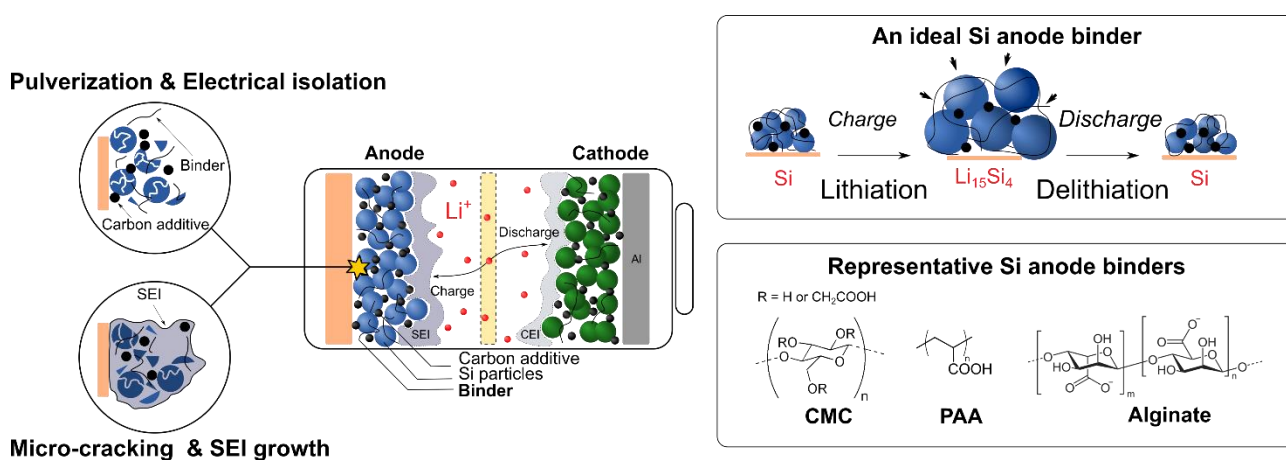 Pulverization & Electrical isolation
Binder
Carbon additive
SEI
Micro-cracking & SEI growth
Anode
Cathode
Li⁺
Discharge
Charge
SEI
CEI
Al
Carbon additive
Si particles
Binder
An ideal Si anode binder
Charge
Discharge
Si
Li₁₅Si₄
Si
Lithiation
Delithiation
Representative Si anode binders
R = H or CH₂COOH
OR
RO
O
O
OR
n
CMC
n
COOH
PAA
O
OH
O
HO
O
O⁻
m
O
O⁻
OH
O
HO
O
n
O
Alginate